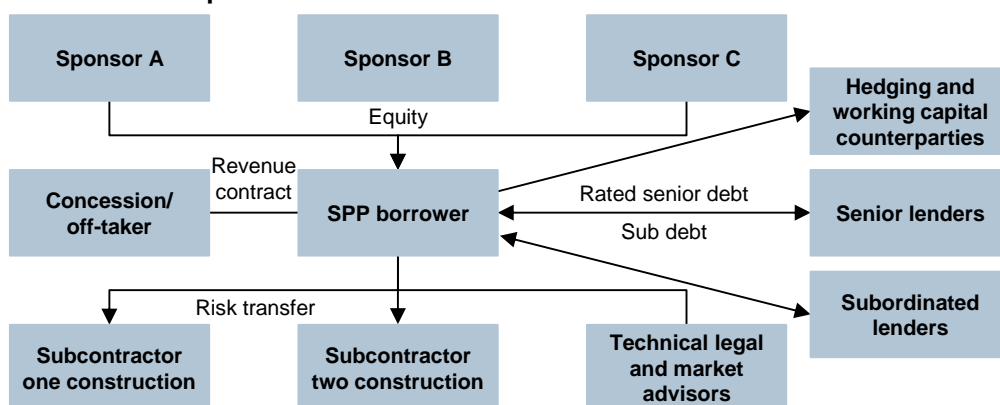 Sponsor A
Sponsor B
Sponsor C
Equity
Hedging and
working capital
counterparties
Revenue
contract
Concession/
off-taker
SPP borrower
Rated senior debt
Sub debt
Senior lenders
Subordinated
lenders
Risk transfer
Subcontractor
one construction
Subcontractor
two construction
Technical legal
and market
advisors